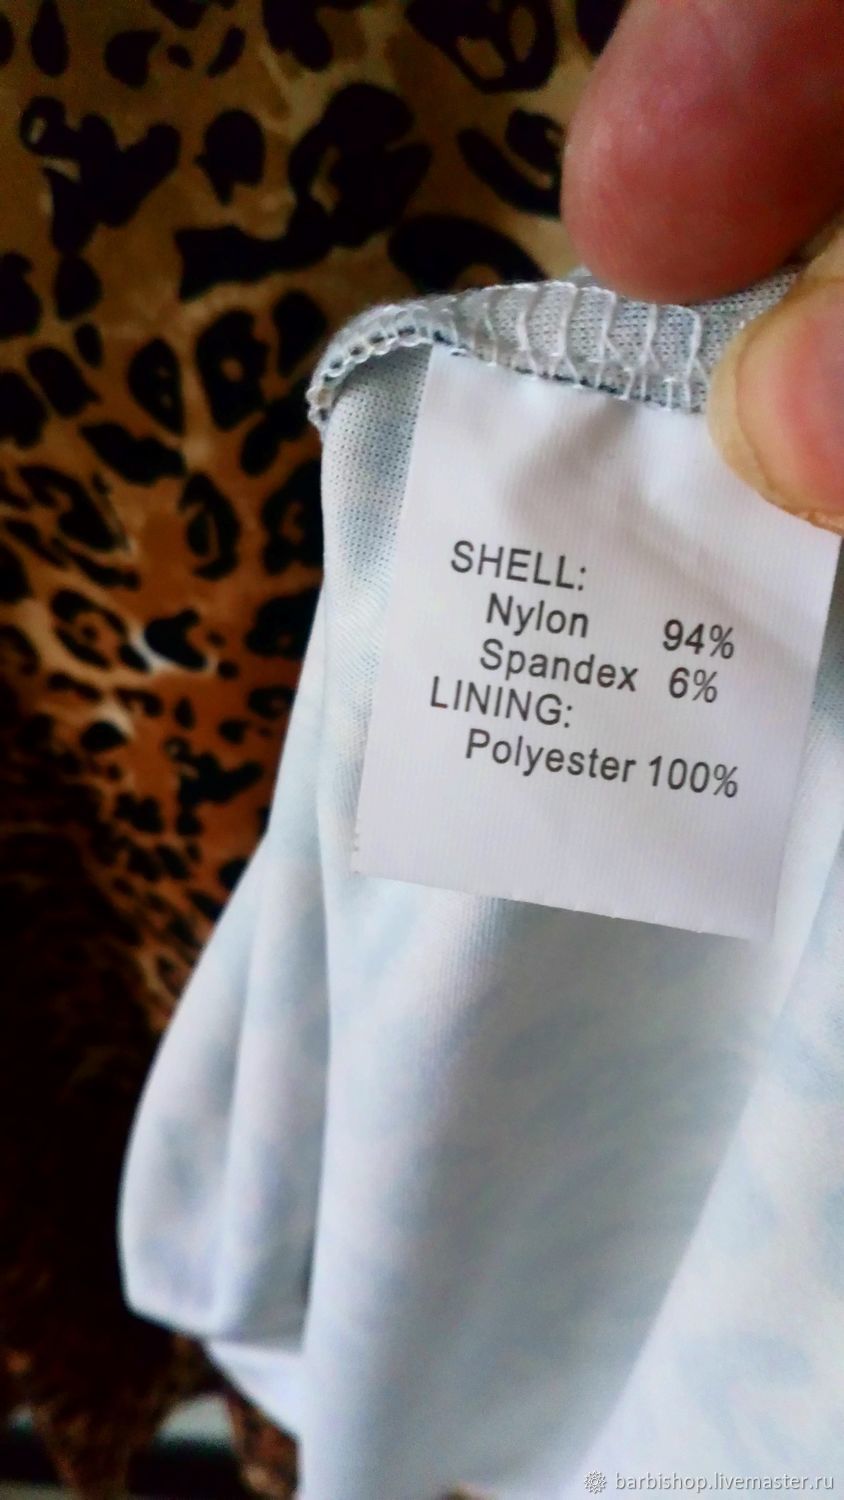 SHELL:
Nylon 94%
Spandex 6%
LINING:
Polyester 100%
barbishop.livemaster.ru